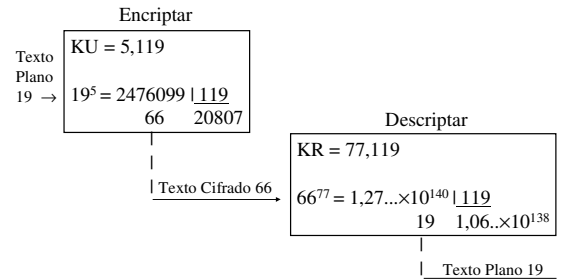 Encriptar
KU = 5,119
Texto
Plano
19 →
19⁵ = 2476099 | 119
66 20807
Texto Cifrado 66
Descriptar
KR = 77,119
66⁷⁷ = 1,27...×10¹⁴⁰ | 119
19 1,06..×10¹³⁸
Texto Plano 19